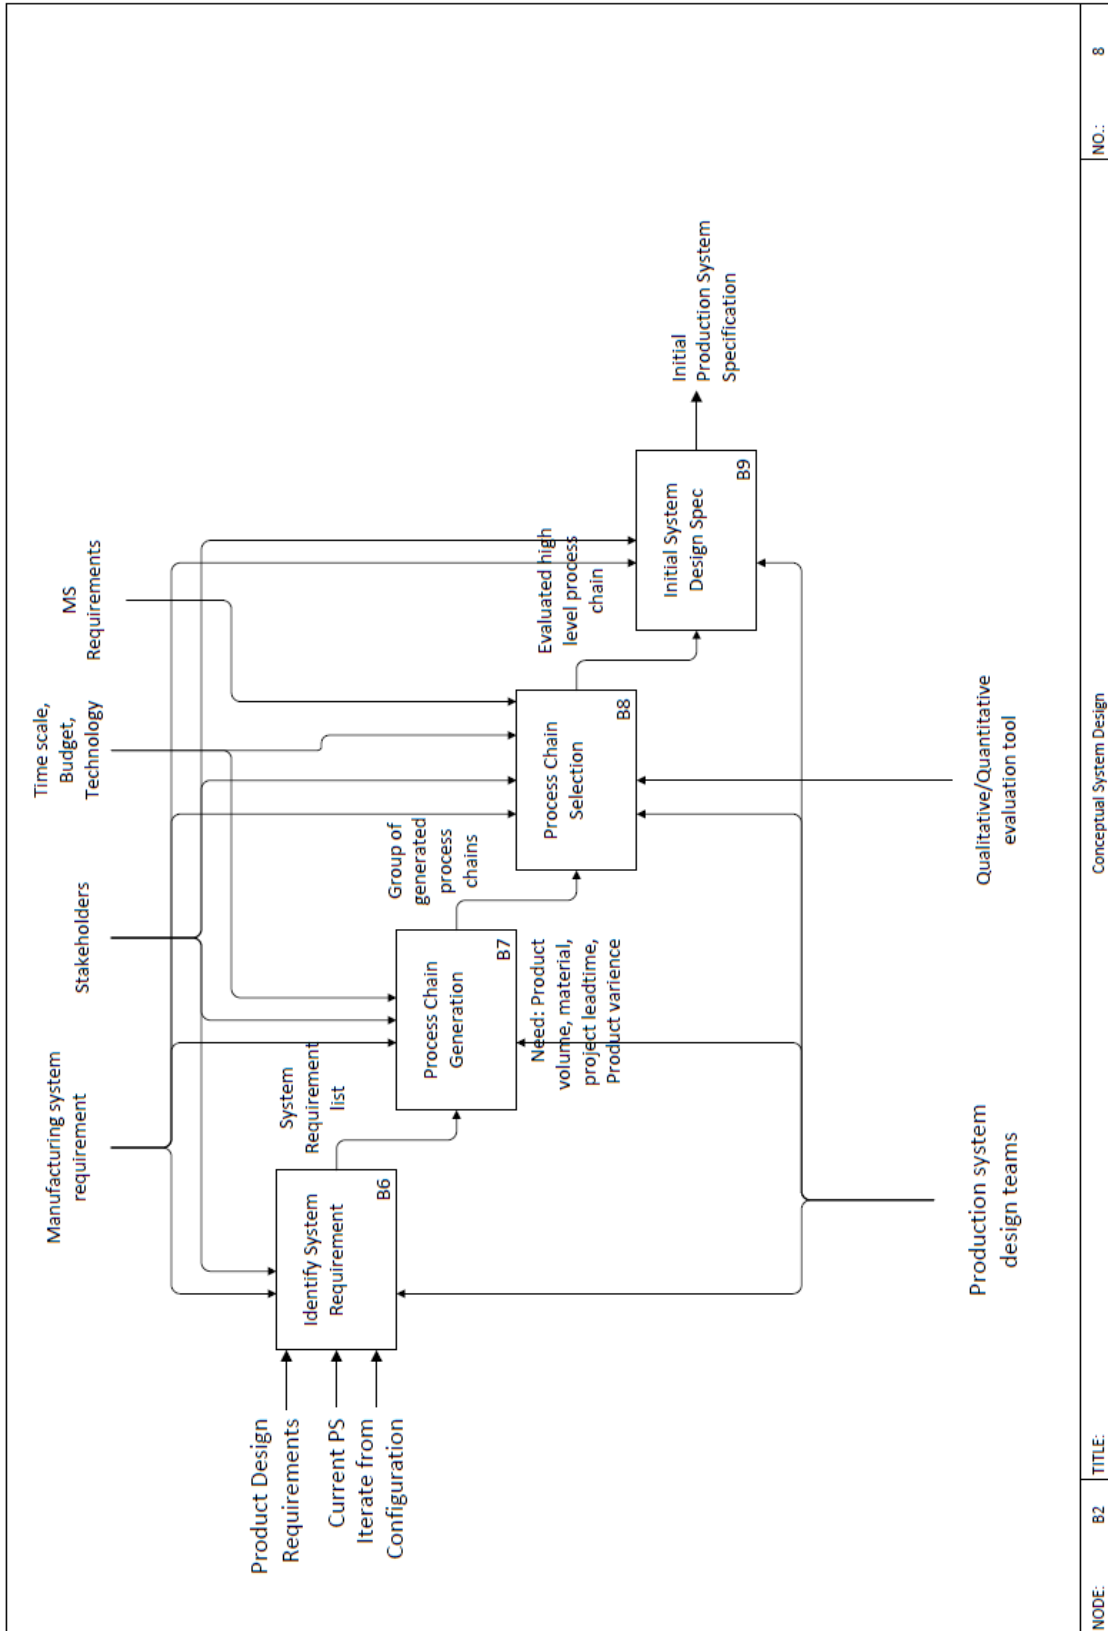 Manufacturing system
requirement
Stakeholders
Time scale,
Budget,
Technology
MS
Requirements
Product Design
Requirements
Current PS
Iterate from
Configuration
Identify System
Requirement
B6
System
Requirement
list
Process Chain
Generation
B7
Need: Product
volume, material,
project leadtime,
Product varience
Group of
generated
process
chains
Process Chain
Selection
B8
Evaluated high
level process
chain
Initial System
Design Spec
B9
Initial
Production System
Specification
Production system
design teams
Qualitative/Quantitative
evaluation tool
NODE: B2 TITLE: Conceptual System Design NO.: 8